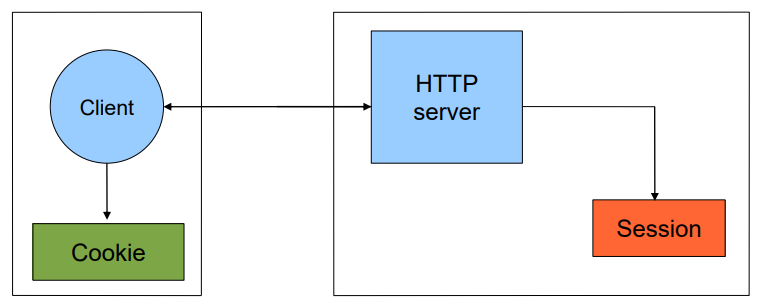 Client
HTTP
server
Cookie
Session